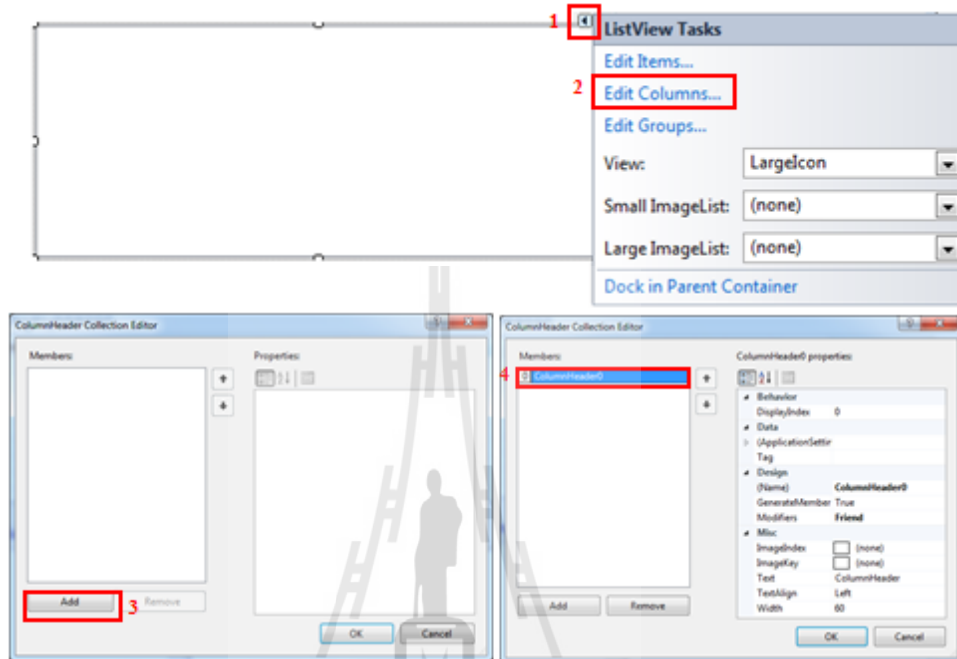 1
ListView Tasks
Edit Items...
2
Edit Columns...
Edit Groups...
View: LargeIcon
Small ImageList: (none)
Large ImageList: (none)
Dock in Parent Container
ColumnHeader Collection Editor
Members:
Properties:
Add
3
Remove
OK
Cancel
ColumnHeader Collection Editor
Members:
4
0 ColumnHeader0
Add
Remove
ColumnHeader0 properties:
Behavior
DisplayIndex 0
Data
(ApplicationSettin
Tag
Design
(Name) ColumnHeader0
GenerateMember True
Modifiers Friend
Misc
ImageIndex (none)
ImageKey (none)
Text ColumnHeader
TextAlign Left
Width 60
OK
Cancel